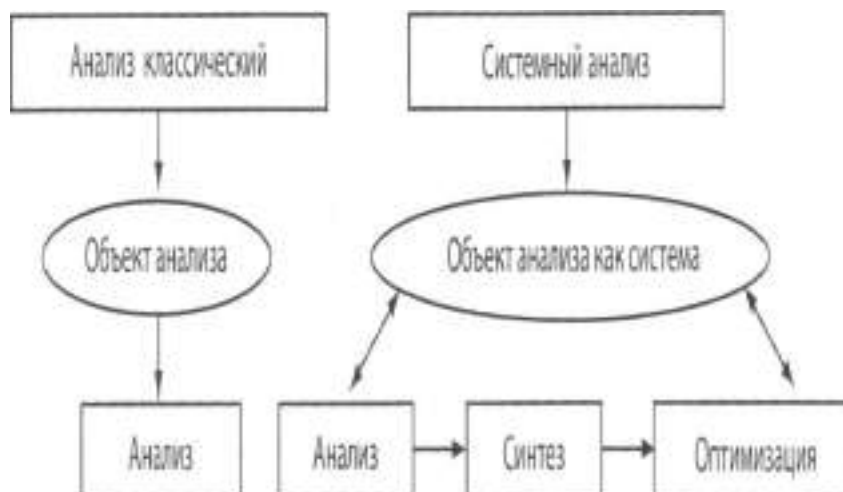 Анализ классический
Системный анализ
Объект анализа
Объект анализа как система
Анализ
Анализ
Синтез
Оптимизация